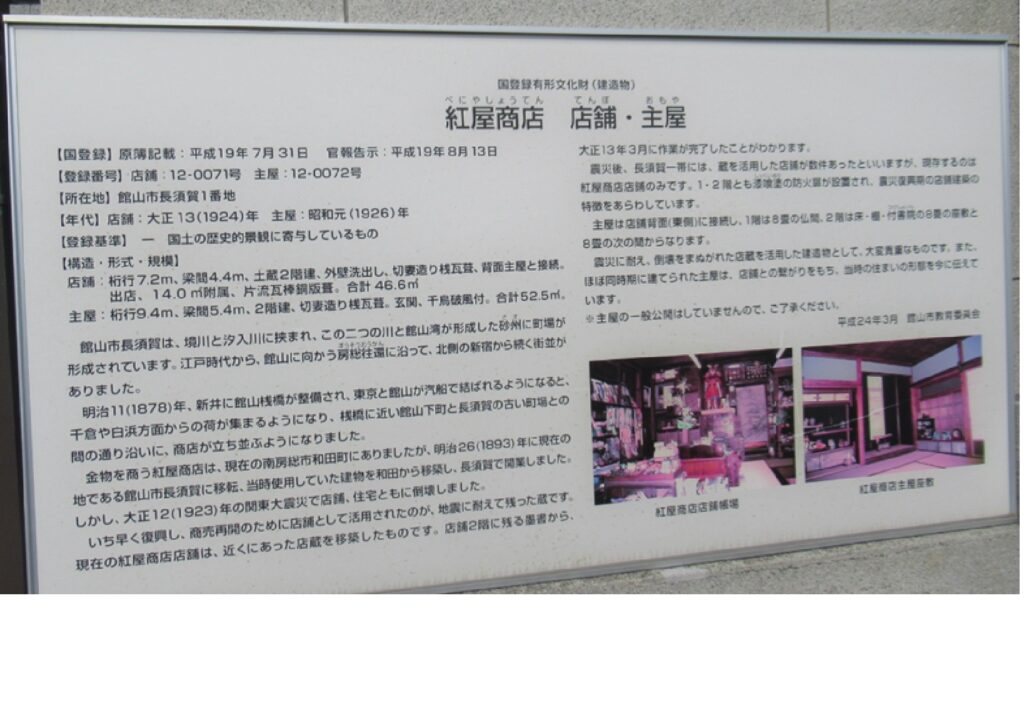 国登録有形文化財(建造物)
べにやしょうてん てんぽ おもや
紅屋商店 店舗・主屋
【国登録】原簿記載:平成19年7月31日 官報告示:平成19年8月13日
【登録番号】店舗:12-0071号 主屋:12-0072号
【所在地】館山市長須賀1番地
【年代】店舗:大正13(1924)年 主屋:昭和元(1926)年
【登録基準】 一 国土の歴史的景観に寄与しているもの
【構造・形式・規模】
店舗:桁行7.2m、梁間4.4m、土蔵2階建、外壁洗出し、切妻造り桟瓦葺、背面主屋と接続。
出店、14.0㎡附属、片流瓦棒銅版葺。合計46.6㎡
主屋:桁行9.4m、梁間5.4m、2階建、切妻造り桟瓦葺。玄関、千鳥破風付。合計52.5㎡。
館山市長須賀は、境川と汐入川に挟まれ、この二つの川と館山湾が形成した砂州に町場が
形成されています。江戸時代から、館山に向かう房総往還に沿って、北側の新宿から続く街並が
ありました。
明治11(1878)年、新井に館山桟橋が整備され、東京と館山が汽船で結ばれるようになると、
千倉や白浜方面からの荷が集まるようになり、桟橋に近い館山下町と長須賀の古い町場との
間の通り沿いに、商店が立ち並ぶようになりました。
金物を商う紅屋商店は、現在の南房総市和田町にありましたが、明治26(1893)年に現在の
地である館山市長須賀に移転、当時使用していた建物を和田から移築し、長須賀で開業しました。
しかし、大正12(1923)年の関東大震災で店舗、住宅ともに倒壊しました。
いち早く復興し、商売再開のために店舗として活用されたのが、地震に耐えて残った蔵です。
現在の紅屋商店店舗は、近くにあった店蔵を移築したものです。店舗2階に残る墨書から、
大正13年3月に作業が完了したことがわかります。
震災後、長須賀一帯には、蔵を活用した店舗が数件あったといいますが、現存するのは
紅屋商店店舗のみです。1・2階とも漆喰塗の防火扉が設置され、震災復興期の店舗建築の
特徴をあらわしています。
主屋は店舗背面(東側)に接続し、1階は8畳の仏間、2階は床・棚・付書院の8畳の座敷と
8畳の次の間からなります。
震災に耐え、倒壊をまぬがれた店蔵を活用した建造物として、大変貴重なものです。また、
ほぼ同時期に建てられた主屋は、店舗との繋がりをもち、当時の住まいの形態を今に伝えて
います。
※主屋の一般公開はしていませんので、ご了承ください。
平成24年3月 館山市教育委員会
紅屋商店店舗帳場
紅屋商店主屋座敷